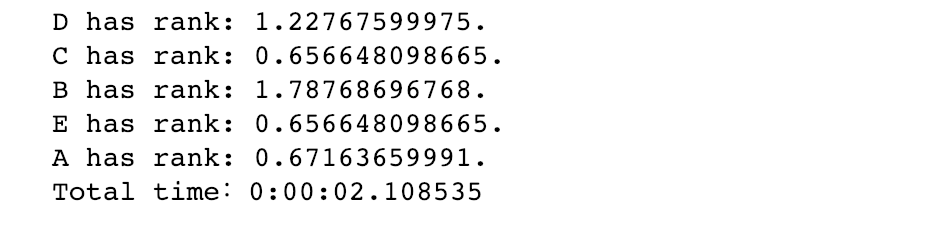 D has rank: 1.22767599975.
C has rank: 0.656648098665.
B has rank: 1.78768696768.
E has rank: 0.656648098665.
A has rank: 0.67163659991.
Total time: 0:00:02.108535